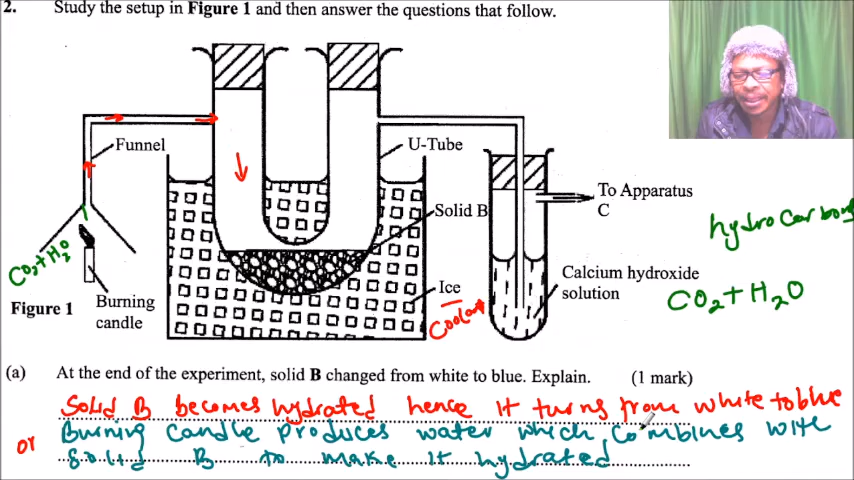 2. Study the setup in Figure 1 and then answer the questions that follow.
Funnel
U-Tube
To Apparatus
C
Solid B
hydrocarbons
CO2+H2O
Calcium hydroxide
solution
CO2+H2O
Ice
Coolant
Figure 1
Burning
candle
(a) At the end of the experiment, solid B changed from white to blue. Explain. (1 mark)
Solid B becomes hydrated hence it turns from white to blue
or Burning candle produces water which combines with
solid B to make it hydrated